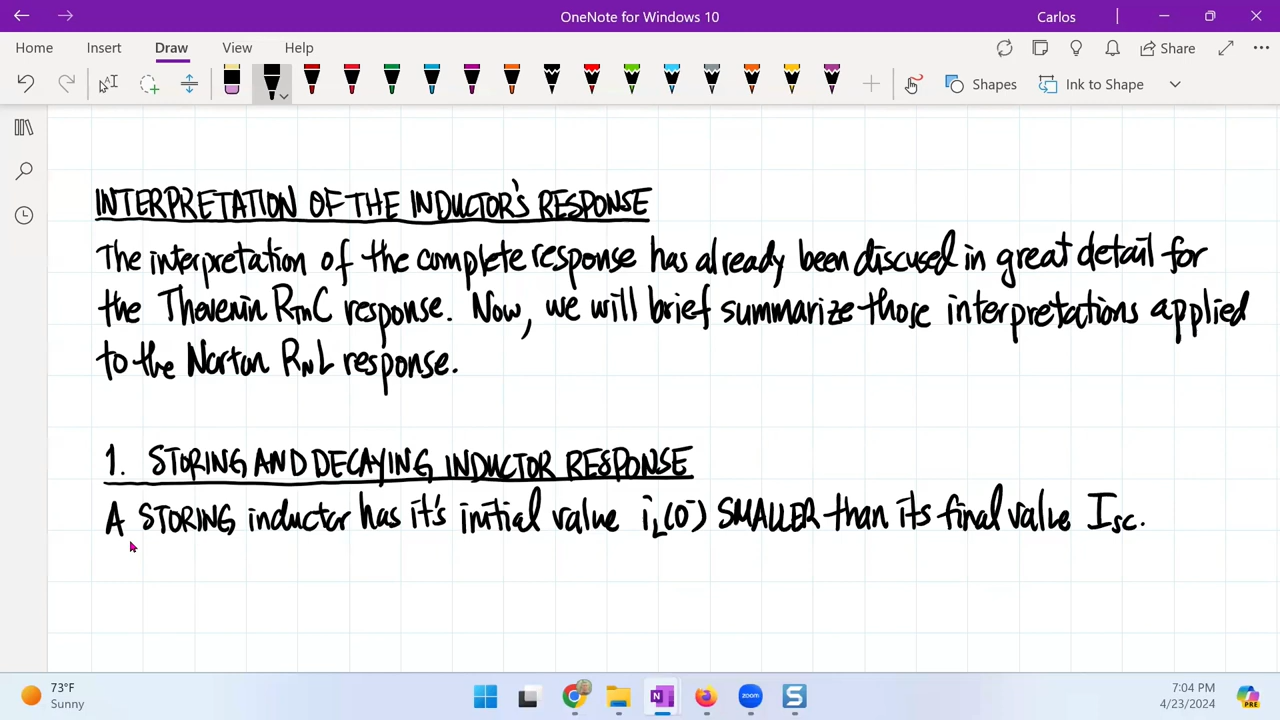 OneNote for Windows 10
Carlos
Home Insert Draw View Help
Share
Shapes
Ink to Shape
INTERPRETATION OF THE INDUCTOR'S RESPONSE
The interpretation of the complete response has already been discused in great detail for
the Thevenin RTHC response. Now, we will brief summarize those interpretations applied
to the Norton RNL response.
1. STORING AND DECAYING INDUCTOR RESPONSE
A STORING inductor has it's initial value iL(0-) SMALLER than its final value Isc.
73°F
Sunny
zoom
S
7:04 PM
4/23/2024
PRE